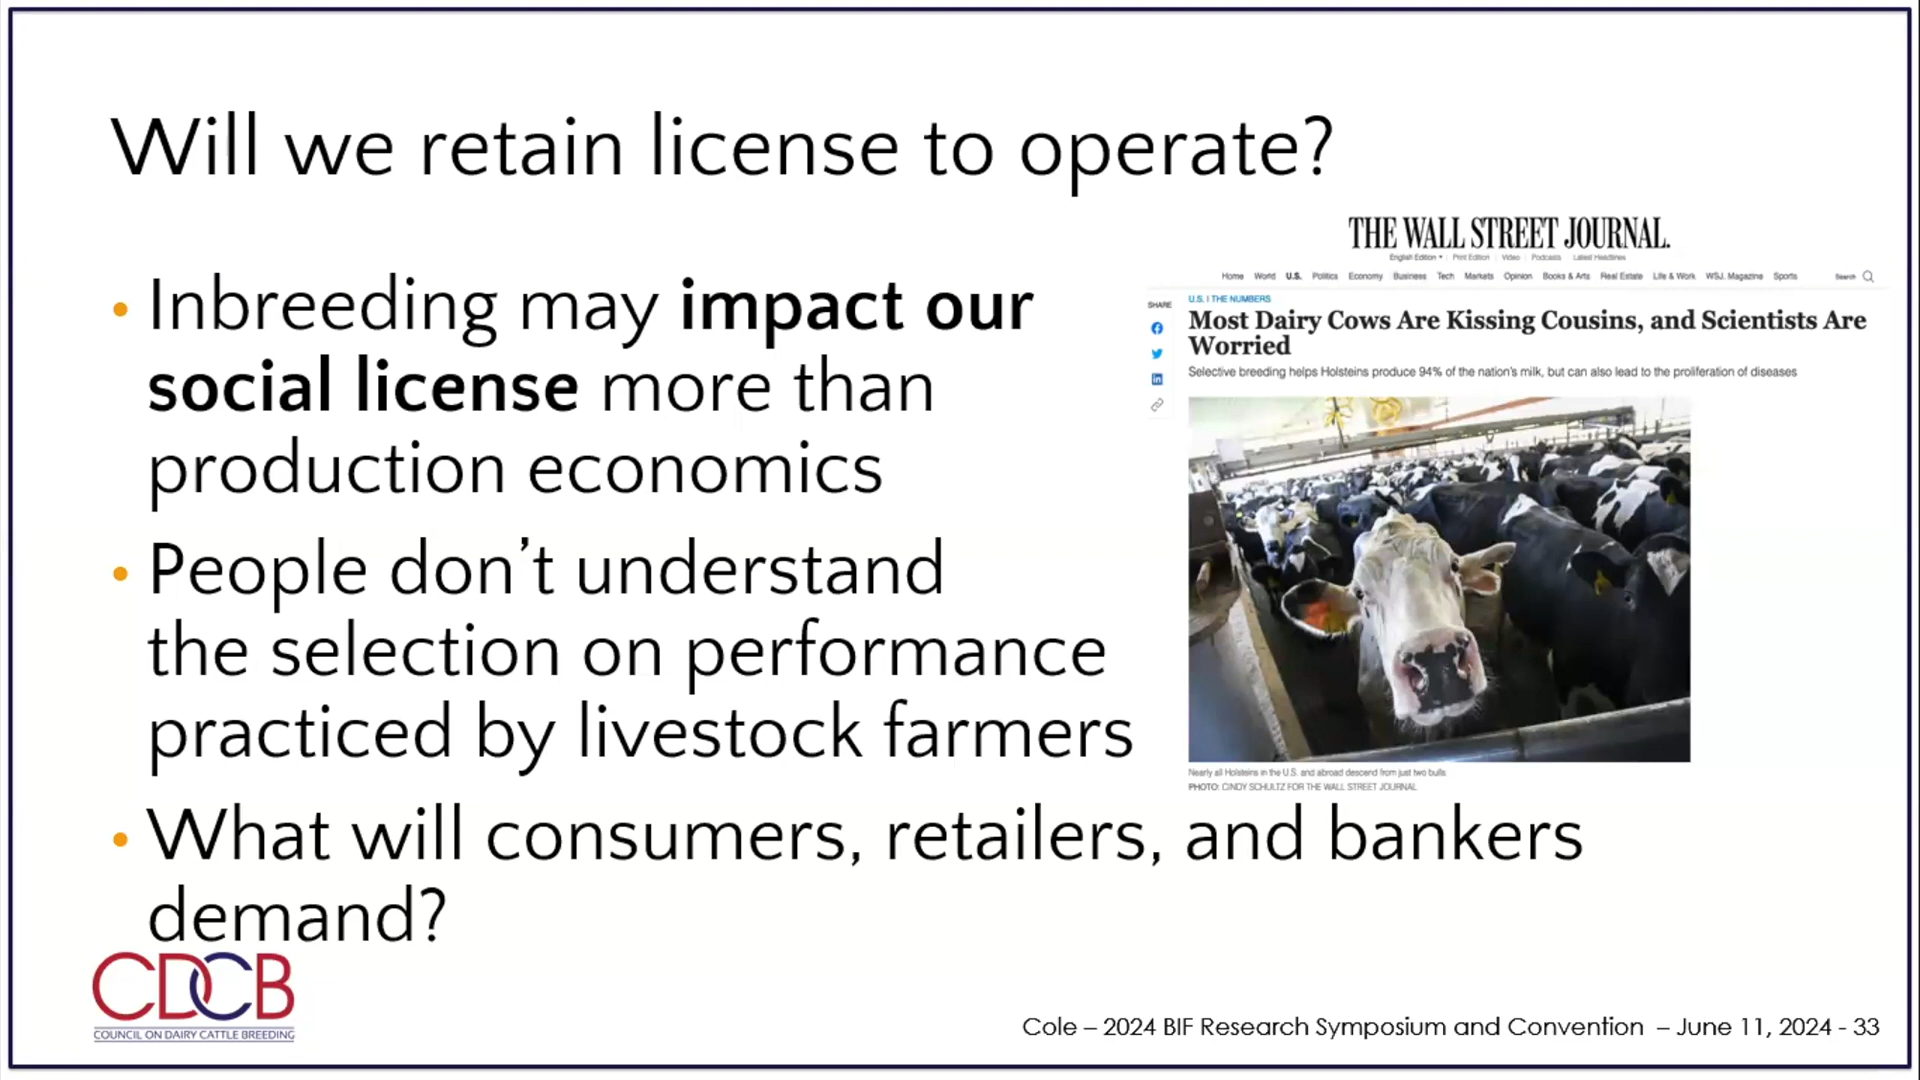 Will we retain license to operate?
• Inbreeding may impact our
social license more than
production economics
• People don’t understand
the selection on performance
practiced by livestock farmers
• What will consumers, retailers, and bankers
demand?
THE WALL STREET JOURNAL.
English Edition Print Edition Video Podcasts Latest Headlines
Home World U.S. Politics Economy Business Tech Markets Opinion Books & Arts Real Estate Life & Work WSJ. Magazine Sports Search
SHARE
U.S. | THE NUMBERS
Most Dairy Cows Are Kissing Cousins, and Scientists Are
Worried
Selective breeding helps Holsteins produce 94% of the nation’s milk, but can also lead to the proliferation of diseases
Nearly all Holsteins in the U.S. and abroad descend from just two bulls
PHOTO: CINDY SCHULTZ FOR THE WALL STREET JOURNAL
CDCB
COUNCIL ON DAIRY CATTLE BREEDING
Cole – 2024 BIF Research Symposium and Convention – June 11, 2024 - 33